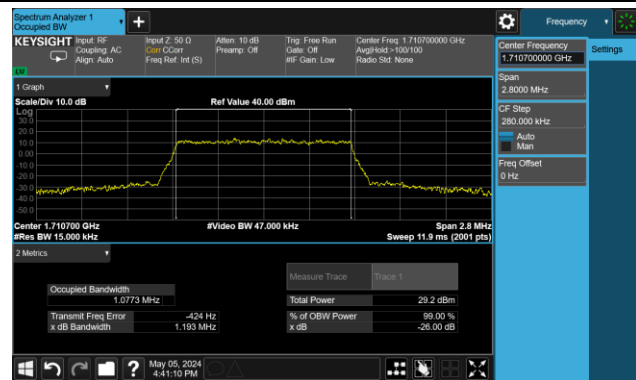 Spectrum Analyzer 1
Occupied BW
Frequency
KEYSIGHT
Input: RF
Coupling: AC
Align: Auto
Input Z: 50 Ω
Corr CCorr
Freq Ref: Int (S)
Atten: 10 dB
Preamp: Off
Trig: Free Run
Gate: Off
#IF Gain: Low
Center Freq: 1.710700000 GHz
Avg|Hold:>100/100
Radio Std: None
Center Frequency
1.710700000 GHz
Settings
Span
2.8000 MHz
CF Step
280.000 kHz
Auto
Man
Freq Offset
0 Hz
1 Graph
Scale/Div 10.0 dB
Ref Value 40.00 dBm
Log
30.0
20.0
10.0
0.00
-10.0
-20.0
-30.0
-40.0
-50.0
Center 1.710700 GHz
#Video BW 47.000 kHz
Span 2.8 MHz
#Res BW 15.000 kHz
Sweep 11.9 ms (2001 pts)
2 Metrics
Measure Trace
Trace 1
Occupied Bandwidth
1.0773 MHz
Total Power
29.2 dBm
Transmit Freq Error
-424 Hz
% of OBW Power
99.00 %
x dB Bandwidth
1.193 MHz
x dB
-26.00 dB
?
May 05, 2024
4:41:10 PM